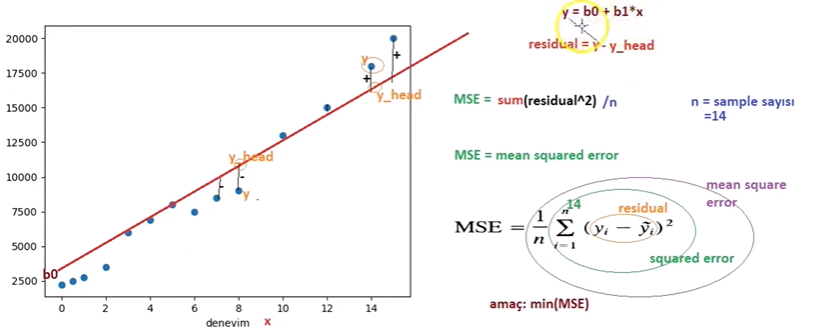 y = b0 + b1*x
residual = y - y_head
MSE = sum(residual^2) /n
n = sample sayısı
=14
MSE = mean squared error
mean square
error
14
residual
MSE = 1/n n∑i=1 (yi − ỹi)²
squared error
amaç: min(MSE)
20000
17500
15000
12500
10000
7500
5000
2500
0
2
4
6
8
10
12
14
deneyim
x
b0
y
+
+
y_head
y_head
-
-
y